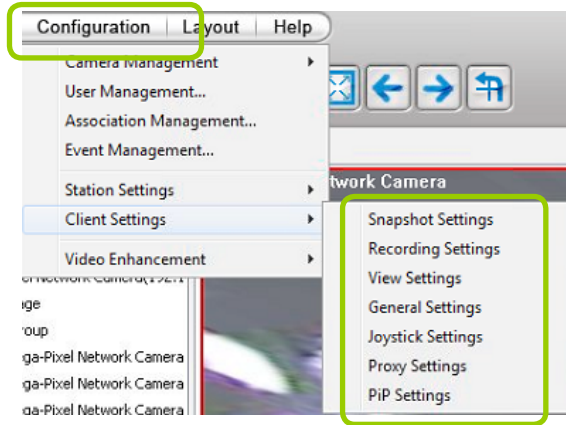 Configuration Layout Help
Camera Management
User Management...
Association Management...
Event Management...
Station Settings
Client Settings
Video Enhancement
twork Camera
Snapshot Settings
Recording Settings
View Settings
General Settings
Joystick Settings
Proxy Settings
PiP Settings
ge
oup
ga-Pixel Network Camera
ga-Pixel Network Camera
ga-Pixel Network Camera